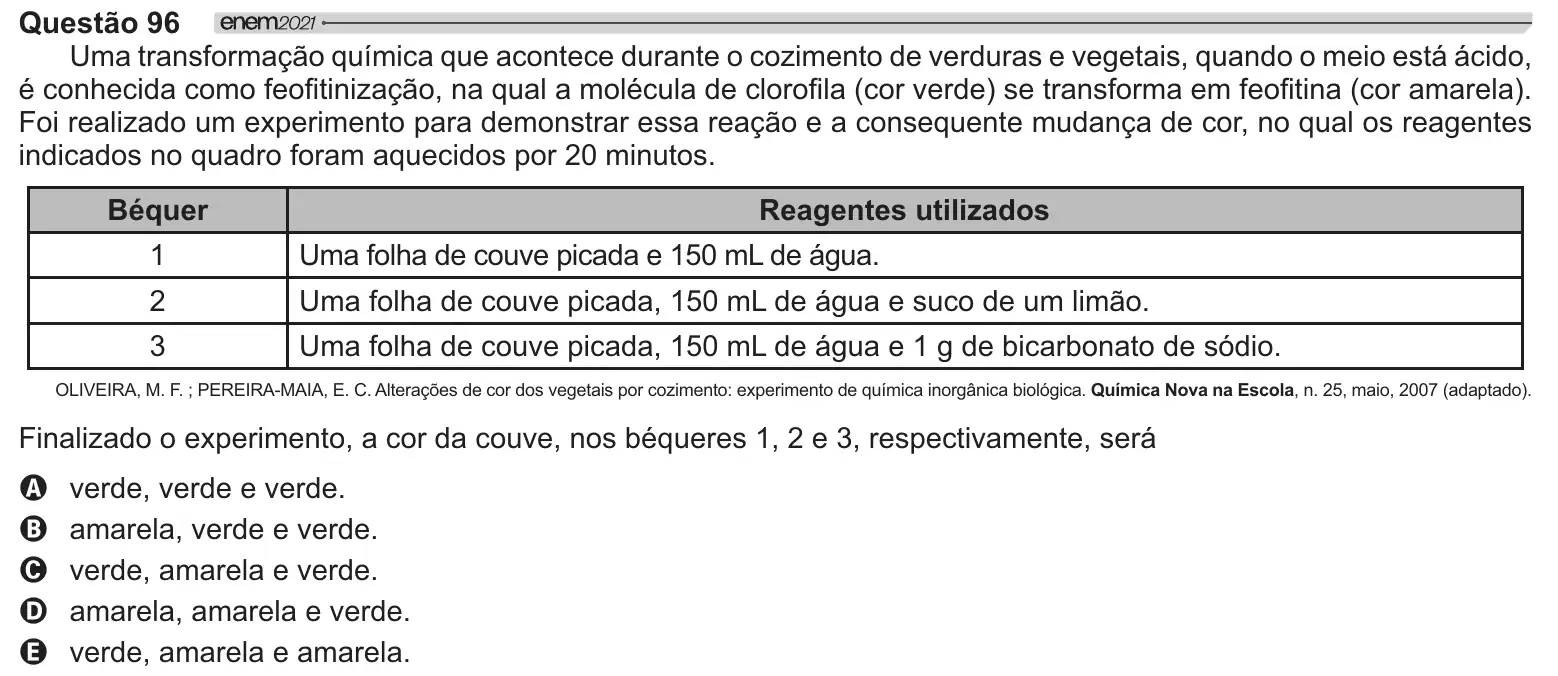 Questão 96 enem2021
Uma transformação química que acontece durante o cozimento de verduras e vegetais, quando o meio está ácido,
é conhecida como feofitinização, na qual a molécula de clorofila (cor verde) se transforma em feofitina (cor amarela).
Foi realizado um experimento para demonstrar essa reação e a consequente mudança de cor, no qual os reagentes
indicados no quadro foram aquecidos por 20 minutos.
Béquer Reagentes utilizados
1 Uma folha de couve picada e 150 mL de água.
2 Uma folha de couve picada, 150 mL de água e suco de um limão.
3 Uma folha de couve picada, 150 mL de água e 1 g de bicarbonato de sódio.
OLIVEIRA, M. F. ; PEREIRA-MAIA, E. C. Alterações de cor dos vegetais por cozimento: experimento de química inorgânica biológica. Química Nova na Escola, n. 25, maio, 2007 (adaptado).
Finalizado o experimento, a cor da couve, nos béqueres 1, 2 e 3, respectivamente, será
A verde, verde e verde.
B amarela, verde e verde.
C verde, amarela e verde.
D amarela, amarela e verde.
E verde, amarela e amarela.